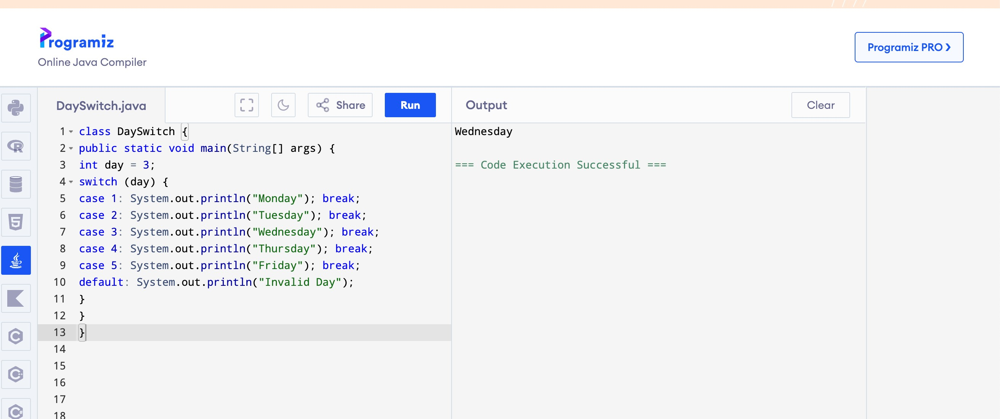 Programiz
Online Java Compiler
Programiz PRO ❯
DaySwitch.java
Share
Run
Output
Clear
1 class DaySwitch {
2 public static void main(String[] args) {
3 int day = 3;
4 switch (day) {
5 case 1: System.out.println("Monday"); break;
6 case 2: System.out.println("Tuesday"); break;
7 case 3: System.out.println("Wednesday"); break;
8 case 4: System.out.println("Thursday"); break;
9 case 5: System.out.println("Friday"); break;
10 default: System.out.println("Invalid Day");
11 }
12 }
13 }
14
15
16
17
18
Wednesday
=== Code Execution Successful ===